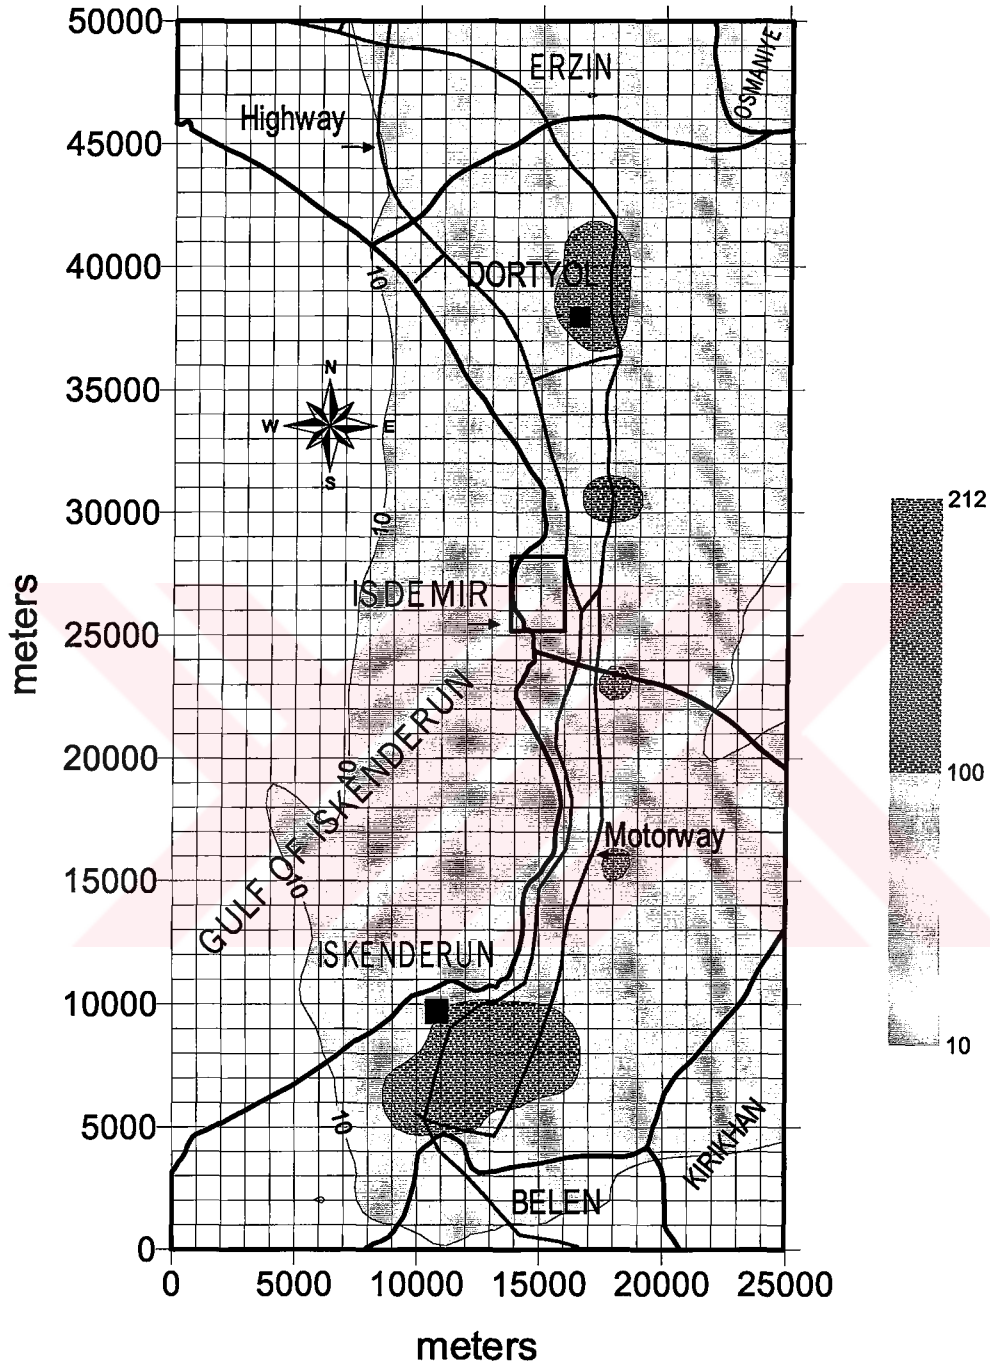 50000
45000
40000
35000
30000
25000
20000
15000
10000
5000
0
meters
ERZIN
OSMANIYE
Highway
10
DORTYOL
N
W
E
S
10
ISDEMIR
GULF OF ISKENDERUN
10
Motorway
10
ISKENDERUN
10
KIRIKHAN
BELEN
0
5000
10000
15000
20000
25000
meters
212
100
10